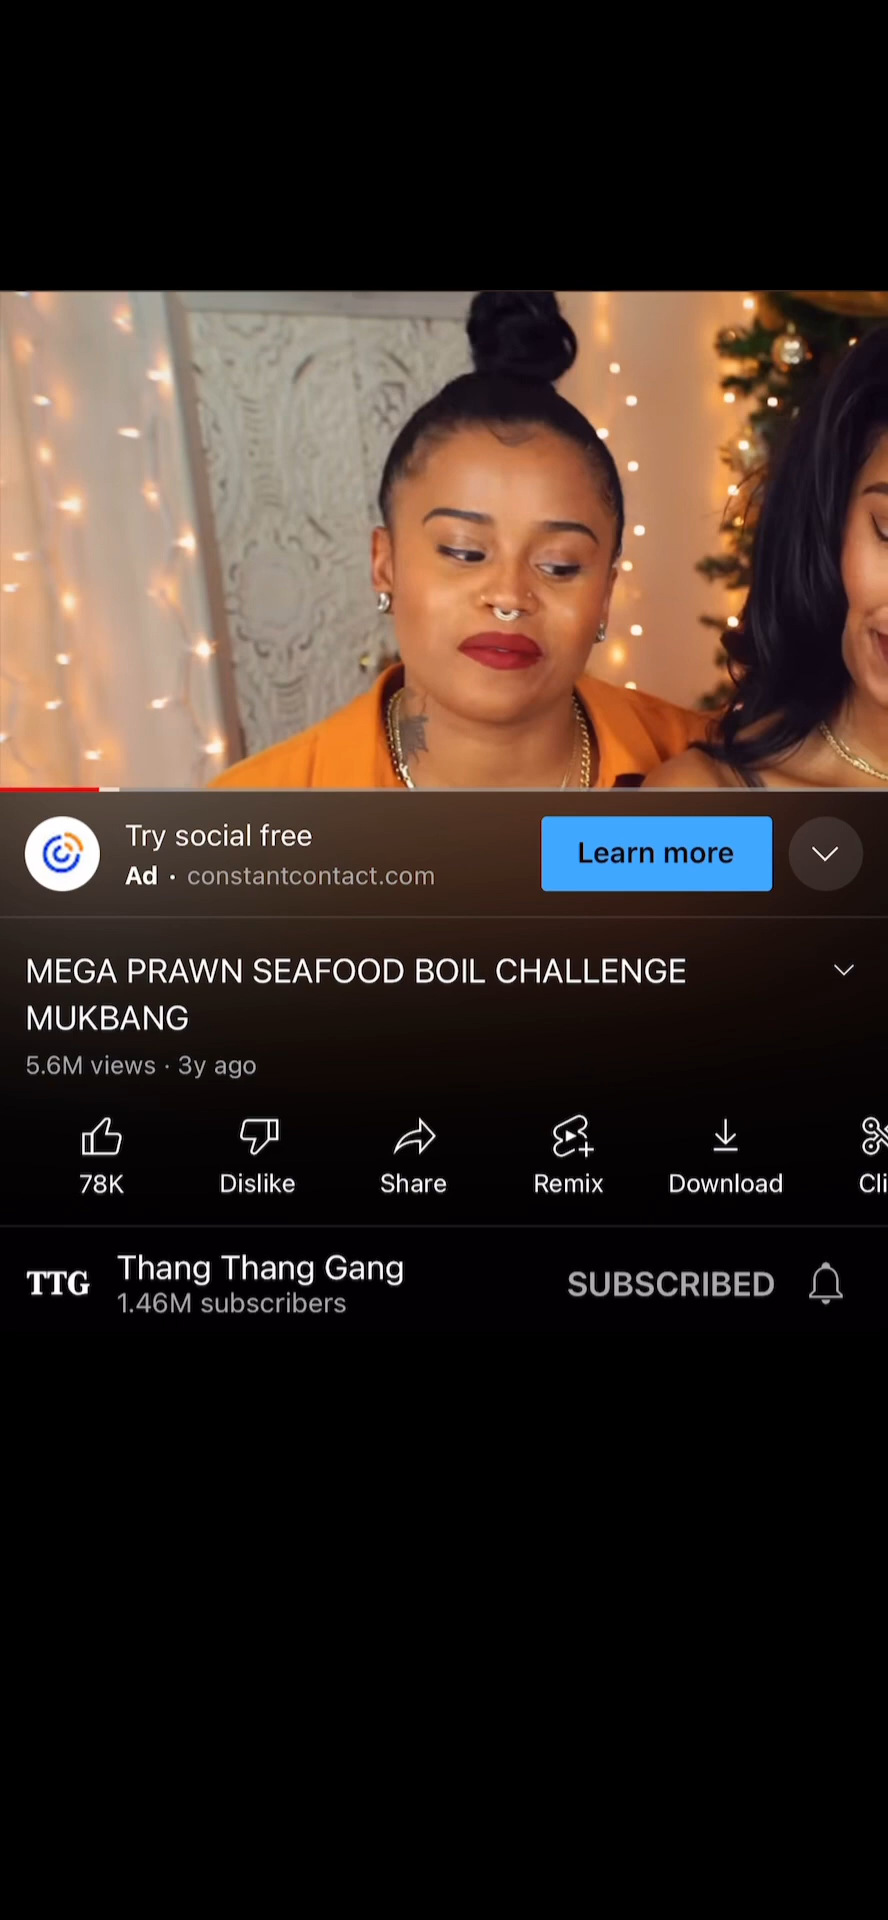 Try social free
Ad · constantcontact.com
Learn more
MEGA PRAWN SEAFOOD BOIL CHALLENGE
MUKBANG
5.6M views · 3y ago
78K
Dislike
Share
Remix
Download
Cli
TTG
Thang Thang Gang
1.46M subscribers
SUBSCRIBED